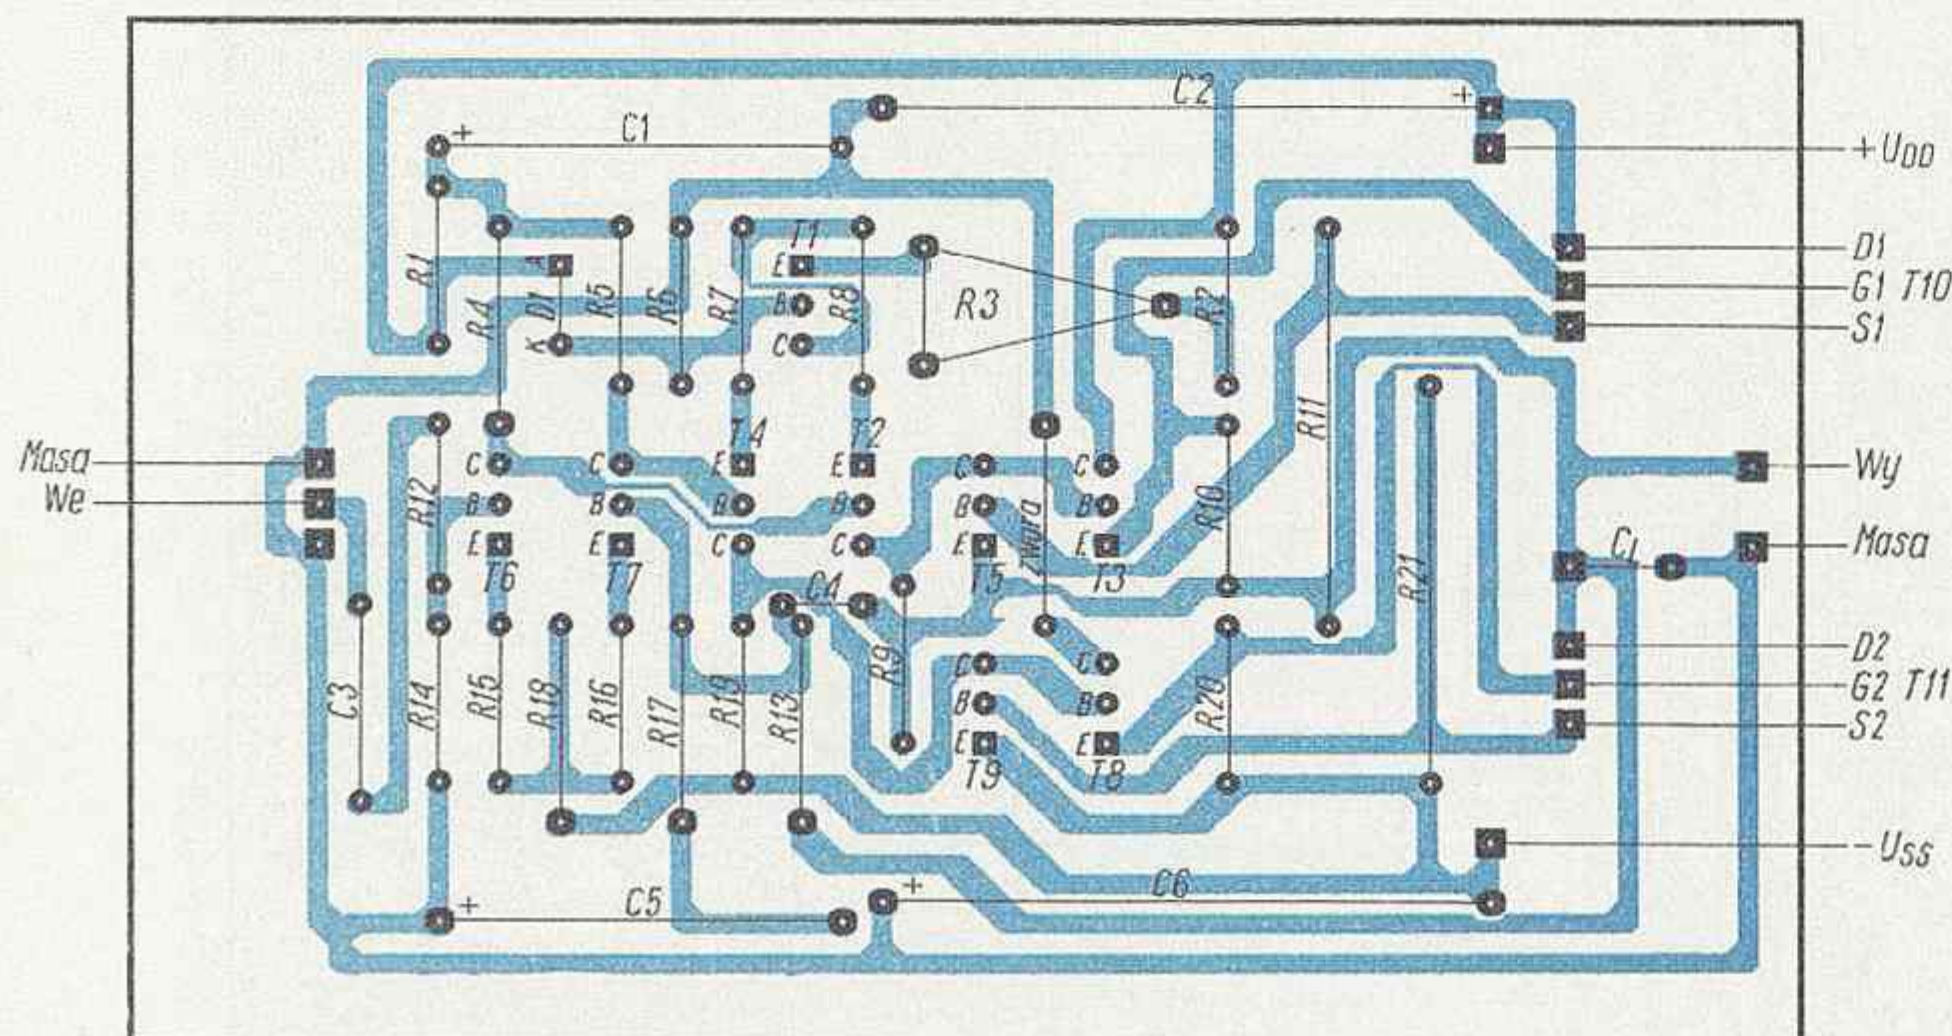 C2 +
C1 +
+UDD
D1
G1 T10
S1
R1
R4
D1
A
K
R5
R6
R7
T1
E
B
C
R8
R3
R2
R11
Masa
We
R12
C
B
E
T6
C
B
E
T7
T4
E
B
C
T2
E
B
C
C
B
E
T5
zwora
C
B
E
T3
R10
R21
Wy
CL
Masa
C3
R14
R15
R18
R16
R17
R19
C4
R13
R9
C
B
E
T9
C
B
E
T8
R20
D2
G2 T11
S2
-USS
+ C5
+ C6